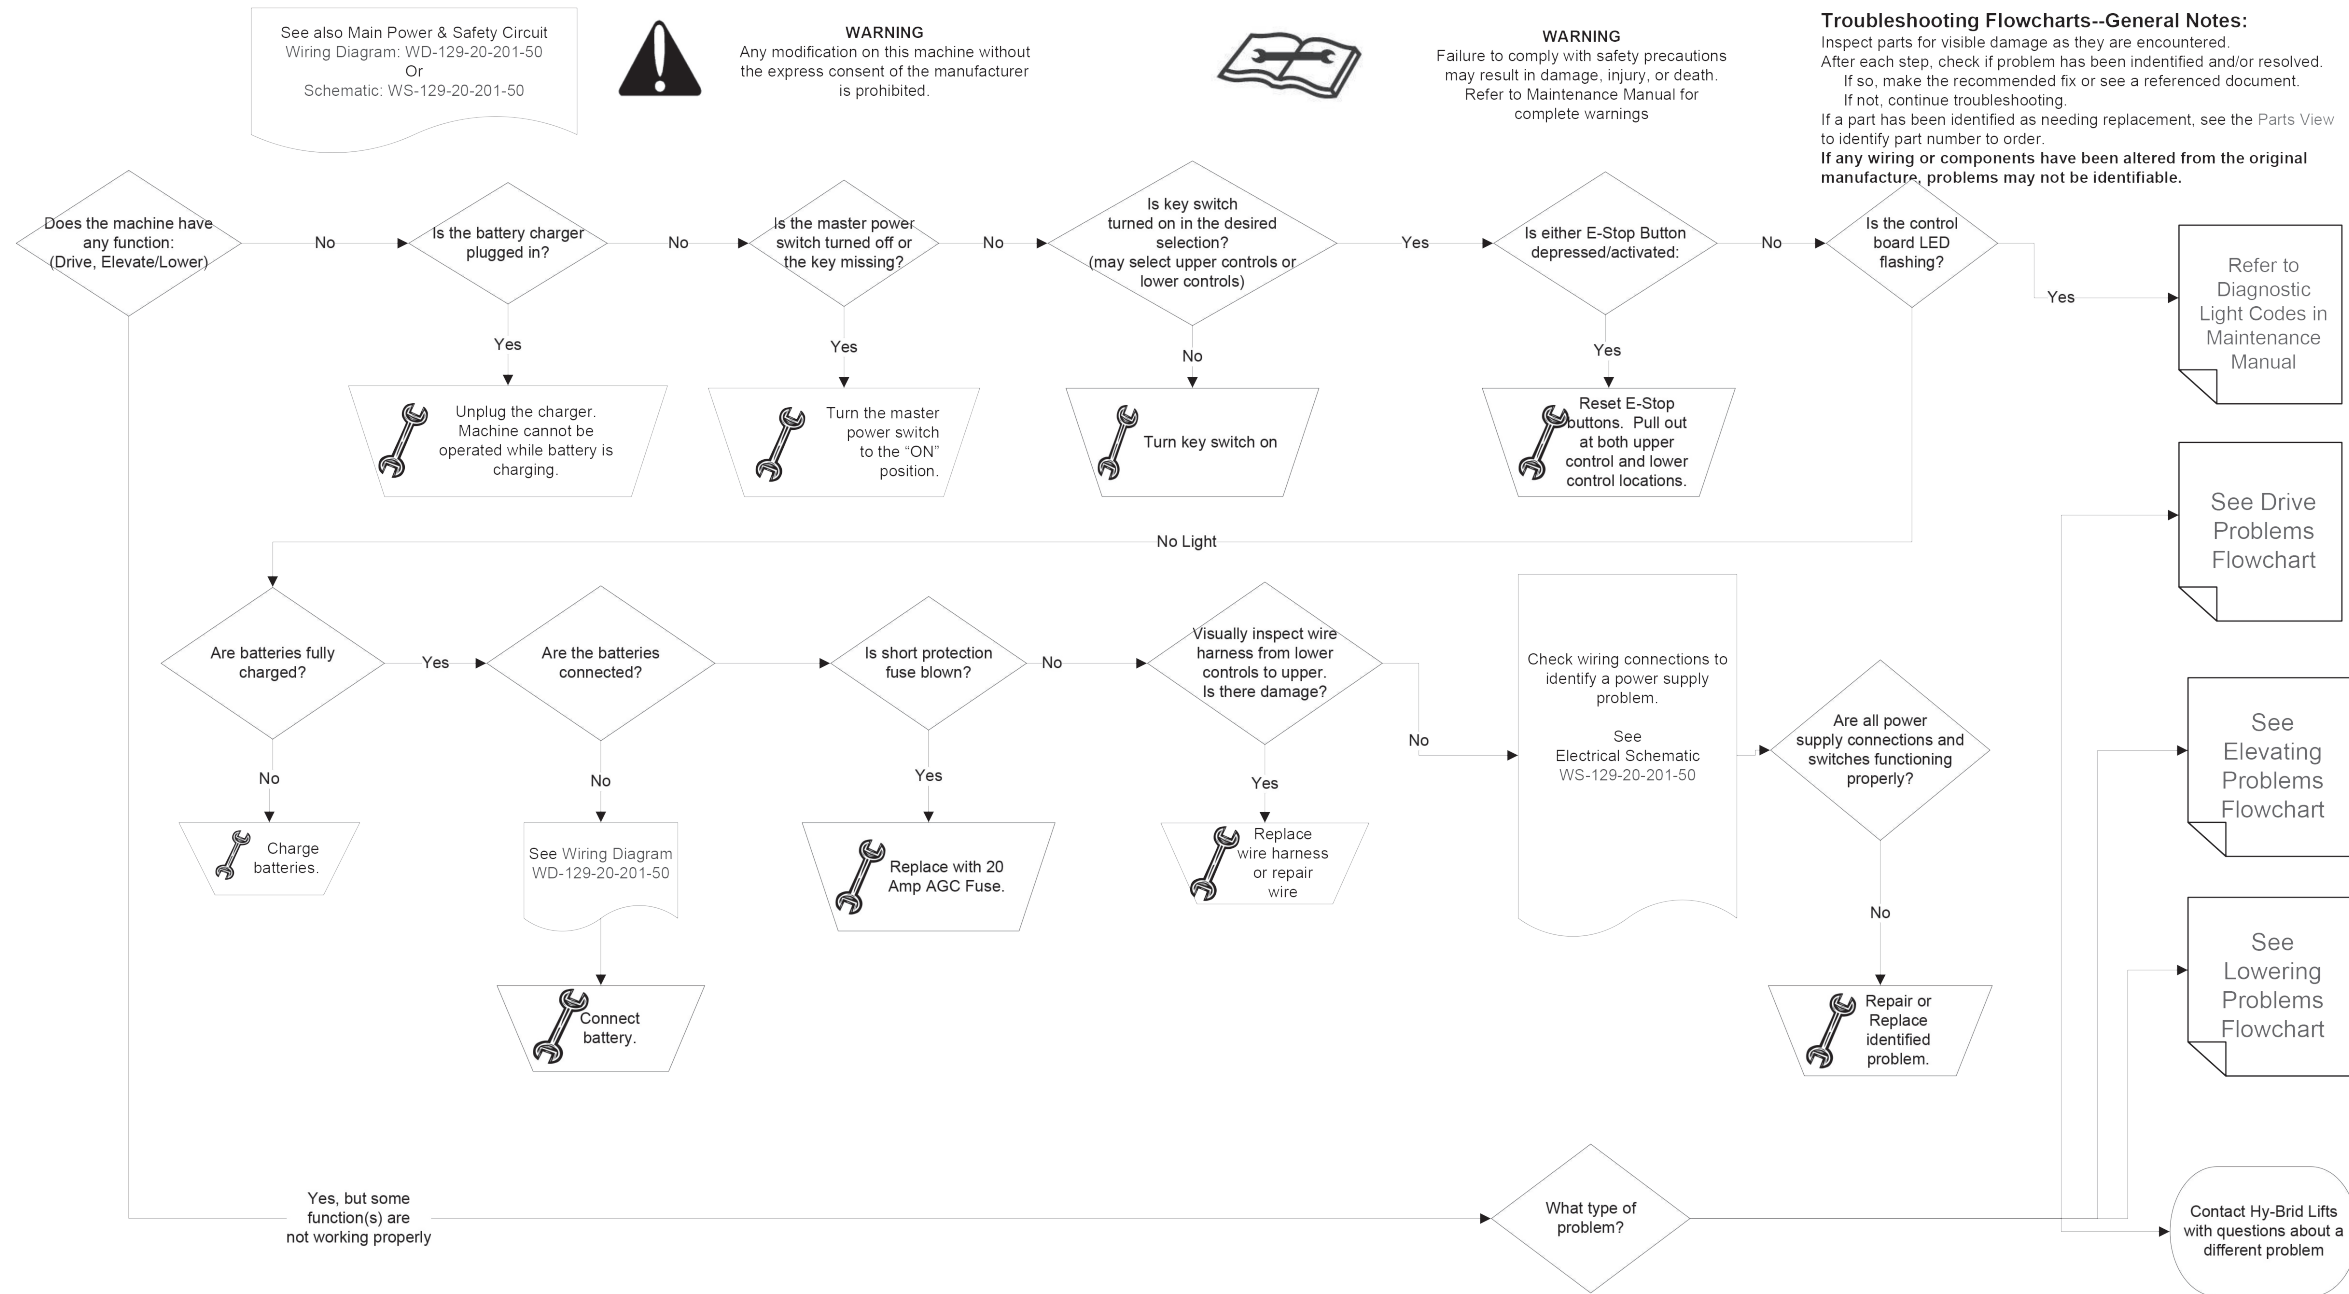 See also Main Power & Safety Circuit
Wiring Diagram: WD-129-20-201-50
Or
Schematic: WS-129-20-201-50
WARNING
Any modification on this machine without
the express consent of the manufacturer
is prohibited.
WARNING
Failure to comply with safety precautions
may result in damage, injury, or death.
Refer to Maintenance Manual for
complete warnings
Troubleshooting Flowcharts--General Notes:
Inspect parts for visible damage as they are encountered.
After each step, check if problem has been indentified and/or resolved.
If so, make the recommended fix or see a referenced document.
If not, continue troubleshooting.
If a part has been identified as needing replacement, see the Parts View
to identify part number to order.
If any wiring or components have been altered from the original
manufacture, problems may not be identifiable.
Does the machine have
any function:
(Drive, Elevate/Lower)
No
Is the battery charger
plugged in?
No
Is the master power
switch turned off or
the key missing?
No
Is key switch
turned on in the desired
selection?
(may select upper controls or
lower controls)
Yes
Is either E-Stop Button
depressed/activated:
No
Is the control
board LED
flashing?
Yes
Refer to
Diagnostic
Light Codes in
Maintenance
Manual
Yes
Yes
No
Yes
Unplug the charger.
Machine cannot be
operated while battery is
charging.
Turn the master
power switch
to the “ON”
position.
Turn key switch on
Reset E-Stop
buttons.  Pull out
at both upper
control and lower
control locations.
See Drive
Problems
Flowchart
No Light
Are batteries fully
charged?
Yes
Are the batteries
connected?
Is short protection
fuse blown?
No
Visually inspect wire
harness from lower
controls to upper.
Is there damage?
No
Check wiring connections to
identify a power supply
problem.
See
Electrical Schematic
WS-129-20-201-50
Are all power
supply connections and
switches functioning
properly?
See
Elevating
Problems
Flowchart
No
No
Yes
Yes
Charge
batteries.
See Wiring Diagram
WD-129-20-201-50
Replace with 20
Amp AGC Fuse.
Replace
wire harness
or repair
wire
No
See
Lowering
Problems
Flowchart
Connect
battery.
Repair or
Replace
identified
problem.
Yes, but some
function(s) are
not working properly
What type of
problem?
Contact Hy-Brid Lifts
with questions about a
different problem